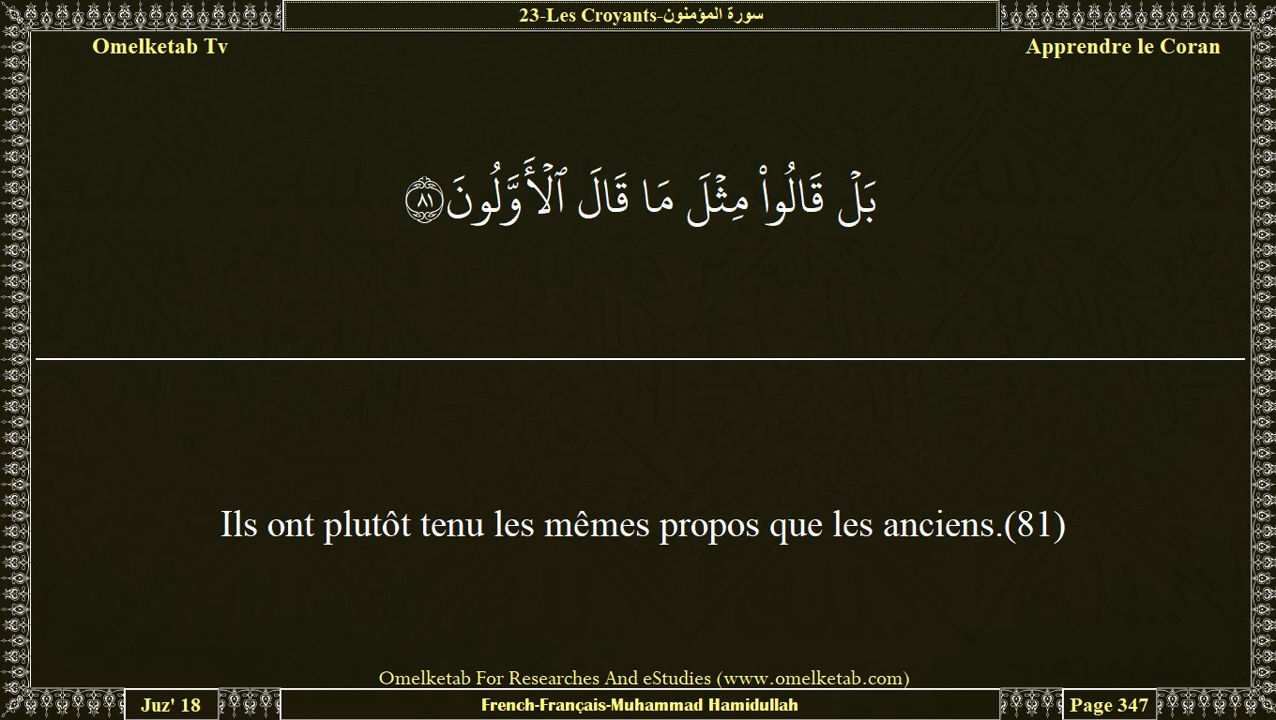 23-Les Croyants-سورة المؤمنون
Omelketab Tv
Apprendre le Coran
بَلۡ قَالُواْ مِثۡلَ مَا قَالَ ٱلۡأَوَّلُونَ ٨١
Ils ont plutôt tenu les mêmes propos que les anciens.(81)
Omelketab For Researches And eStudies (www.omelketab.com)
Juz' 18
French-Français-Muhammad Hamidullah
Page 347